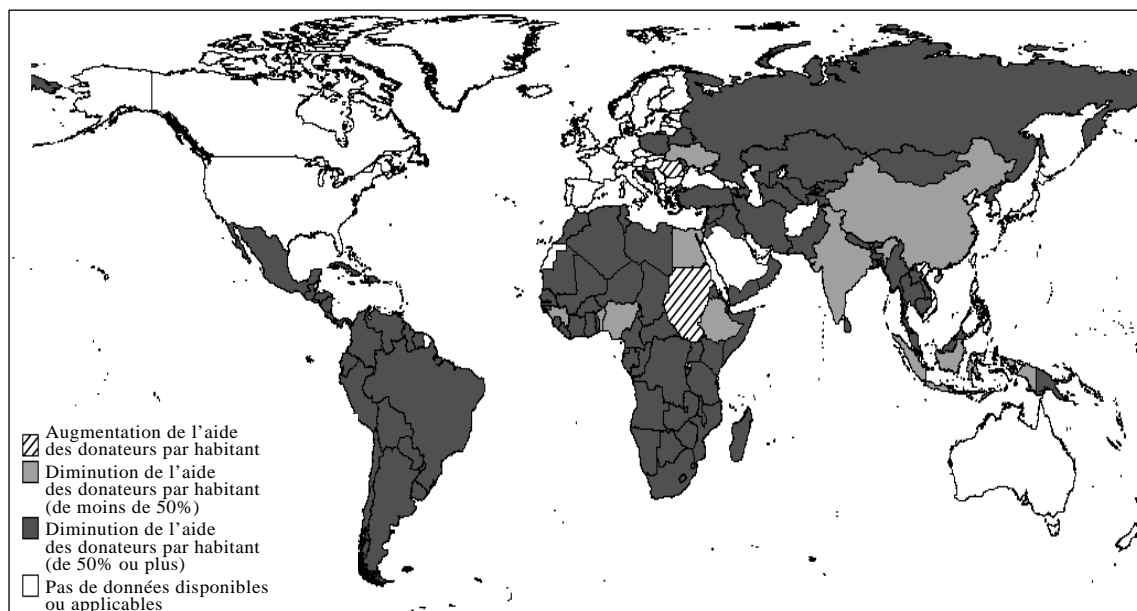 Augmentation de l’aide
des donateurs par habitant
Diminution de l’aide
des donateurs par habitant
(de moins de 50%)
Diminution de l’aide
des donateurs par habitant
(de 50% ou plus)
Pas de données disponibles
ou applicables